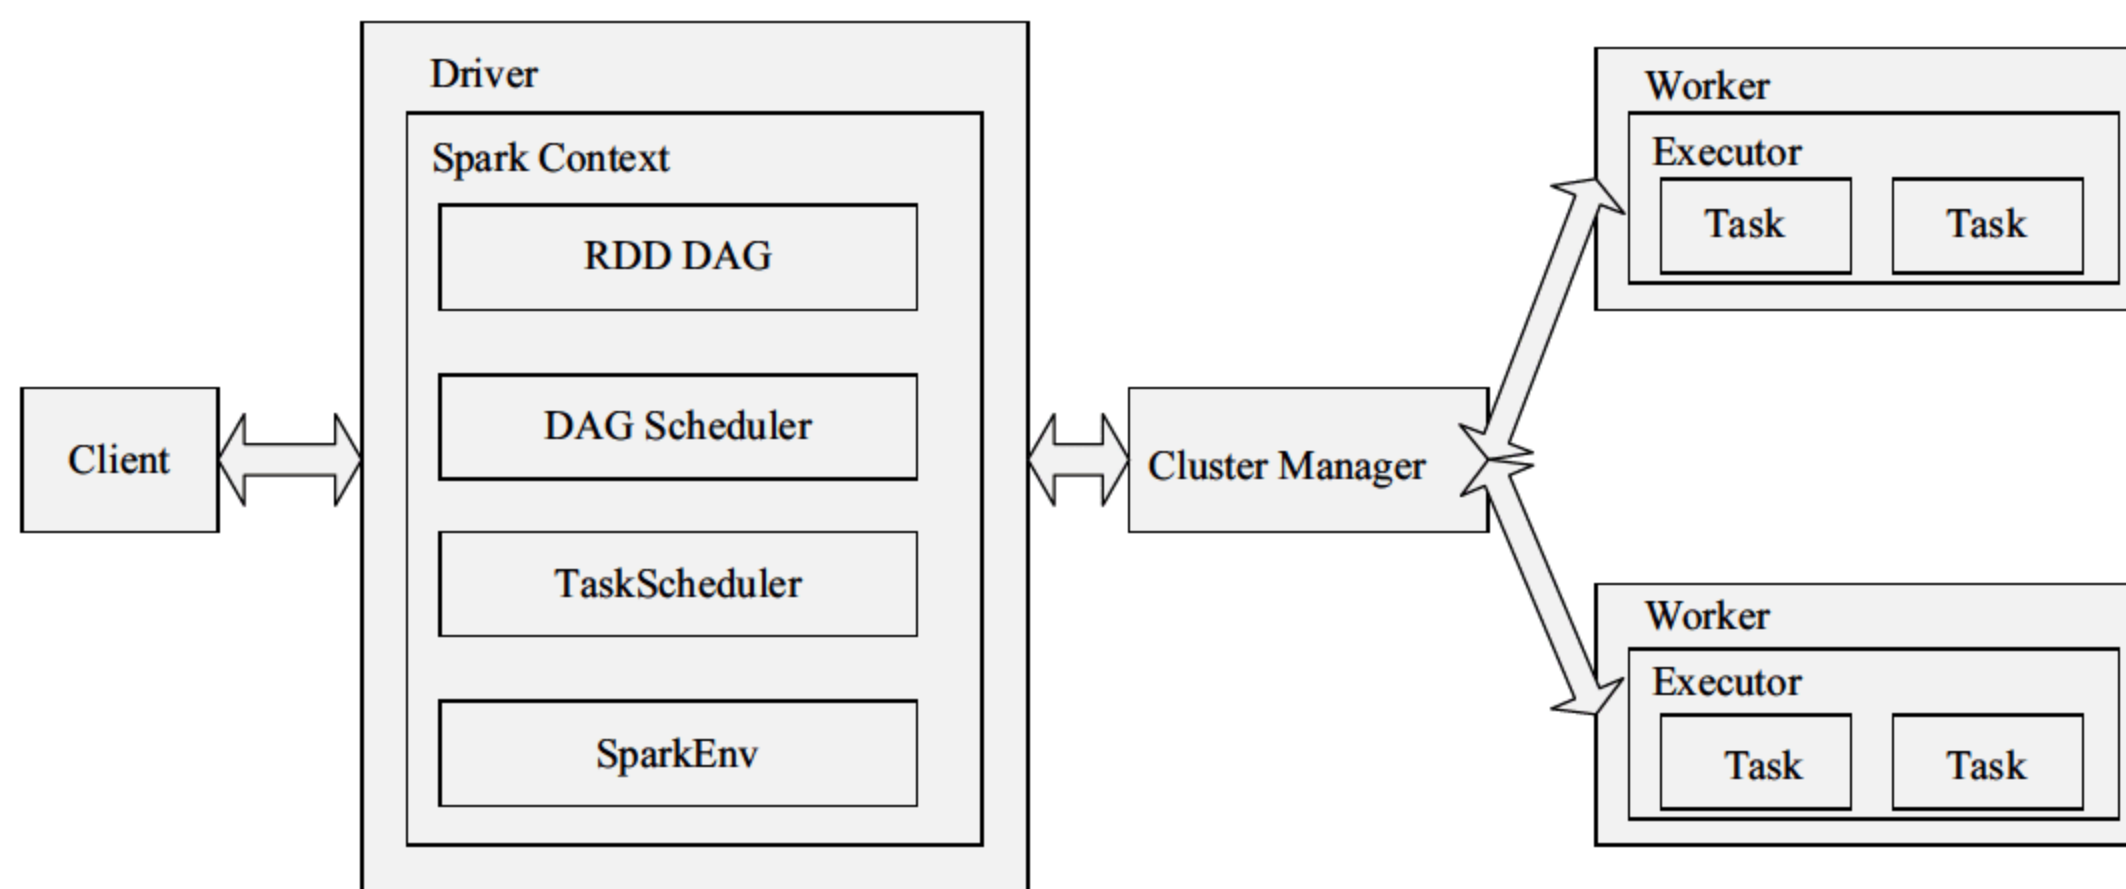 Driver
Spark Context
RDD DAG
DAG Scheduler
TaskScheduler
SparkEnv
Client
Cluster Manager
Worker
Executor
Task Task
Worker
Executor
Task Task